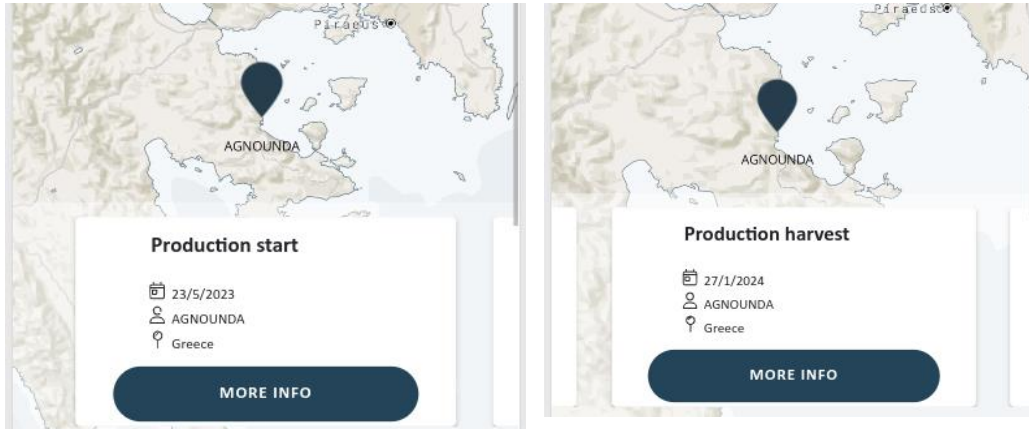 Piraeus
AGNOUNDA
Production start
23/5/2023
AGNOUNDA
Greece
MORE INFO
Piraeus
AGNOUNDA
Production harvest
27/1/2024
AGNOUNDA
Greece
MORE INFO